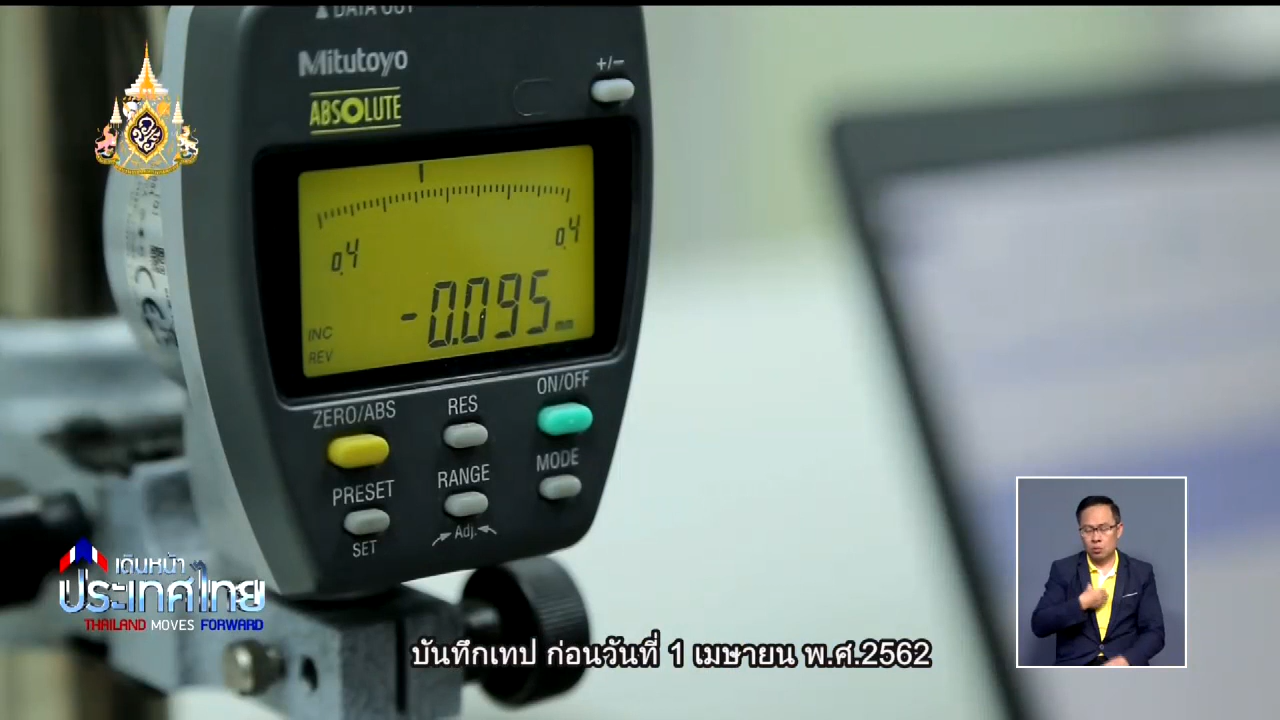 DATA OUT
Mitutoyo
+/−
ABSOLUTE
0.4
0.4
-0.095 mm
INC
REV
ZERO/ABS
RES
ON/OFF
PRESET
RANGE
MODE
SET
Adj.
เดินหน้า
ประเทศไทย
THAILAND MOVES FORWARD
บันทึกเทป ก่อนวันที่ 1 เมษายน พ.ศ.2562